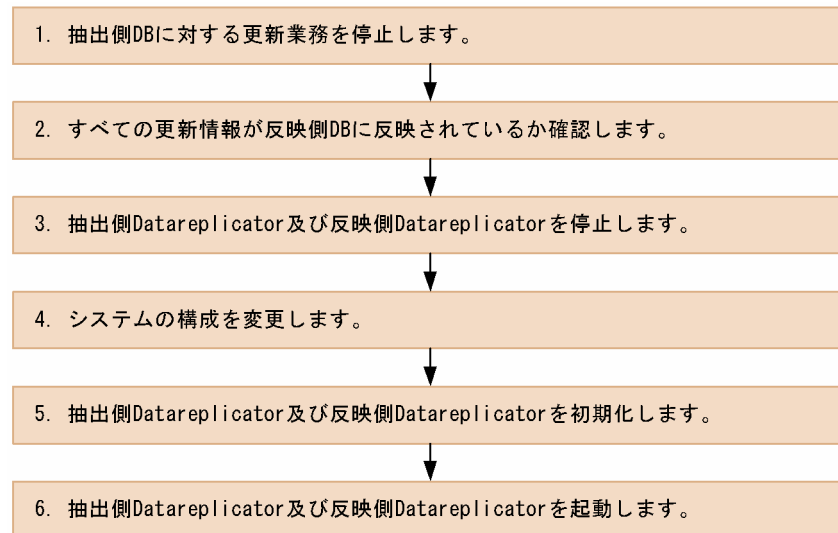 1. 抽出側DBに対する更新業務を停止します。
2. すべての更新情報が反映側DBに反映されているか確認します。
3. 抽出側Datareplicator及び反映側Datareplicatorを停止します。
4. システムの構成を変更します。
5. 抽出側Datareplicator及び反映側Datareplicatorを初期化します。
6. 抽出側Datareplicator及び反映側Datareplicatorを起動します。